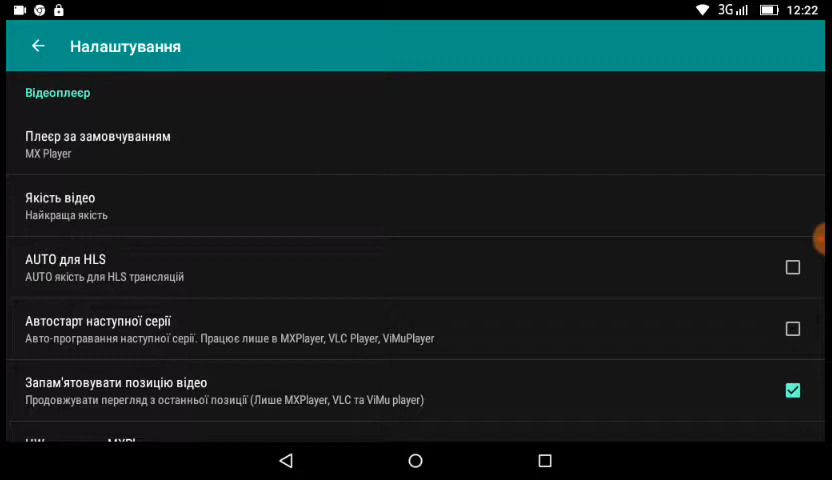 3G 12:22
Налаштування
Відеоплеєр
Плеєр за замовчуванням
MX Player
Якість відео
Найкраща якість
AUTO для HLS
AUTO якість для HLS трансляцій
Автостарт наступної серії
Авто-програвання наступної серії. Працює лише в MXPlayer, VLC Player, ViMuPlayer
Запам'ятовувати позицію відео
Продовжувати перегляд з останньої позиції (Лише MXPlayer, VLC та ViMu player)